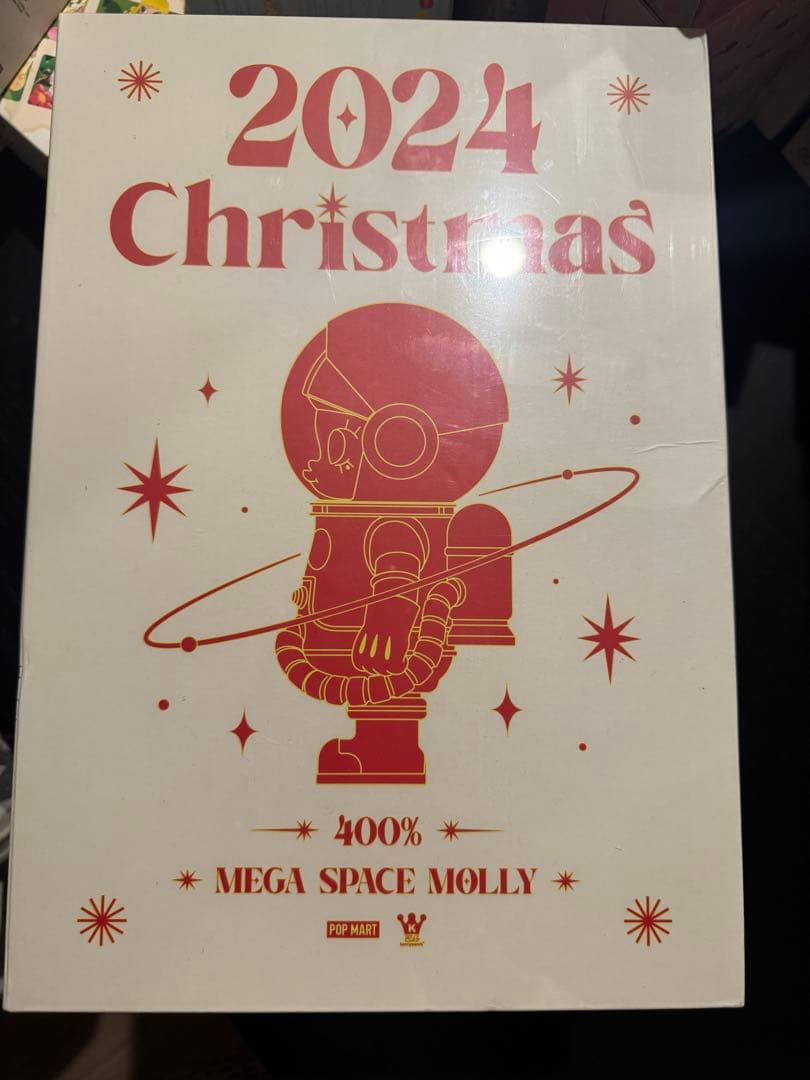 2024
Christmas
400%
MEGA SPACE MOLLY
POP MART
K